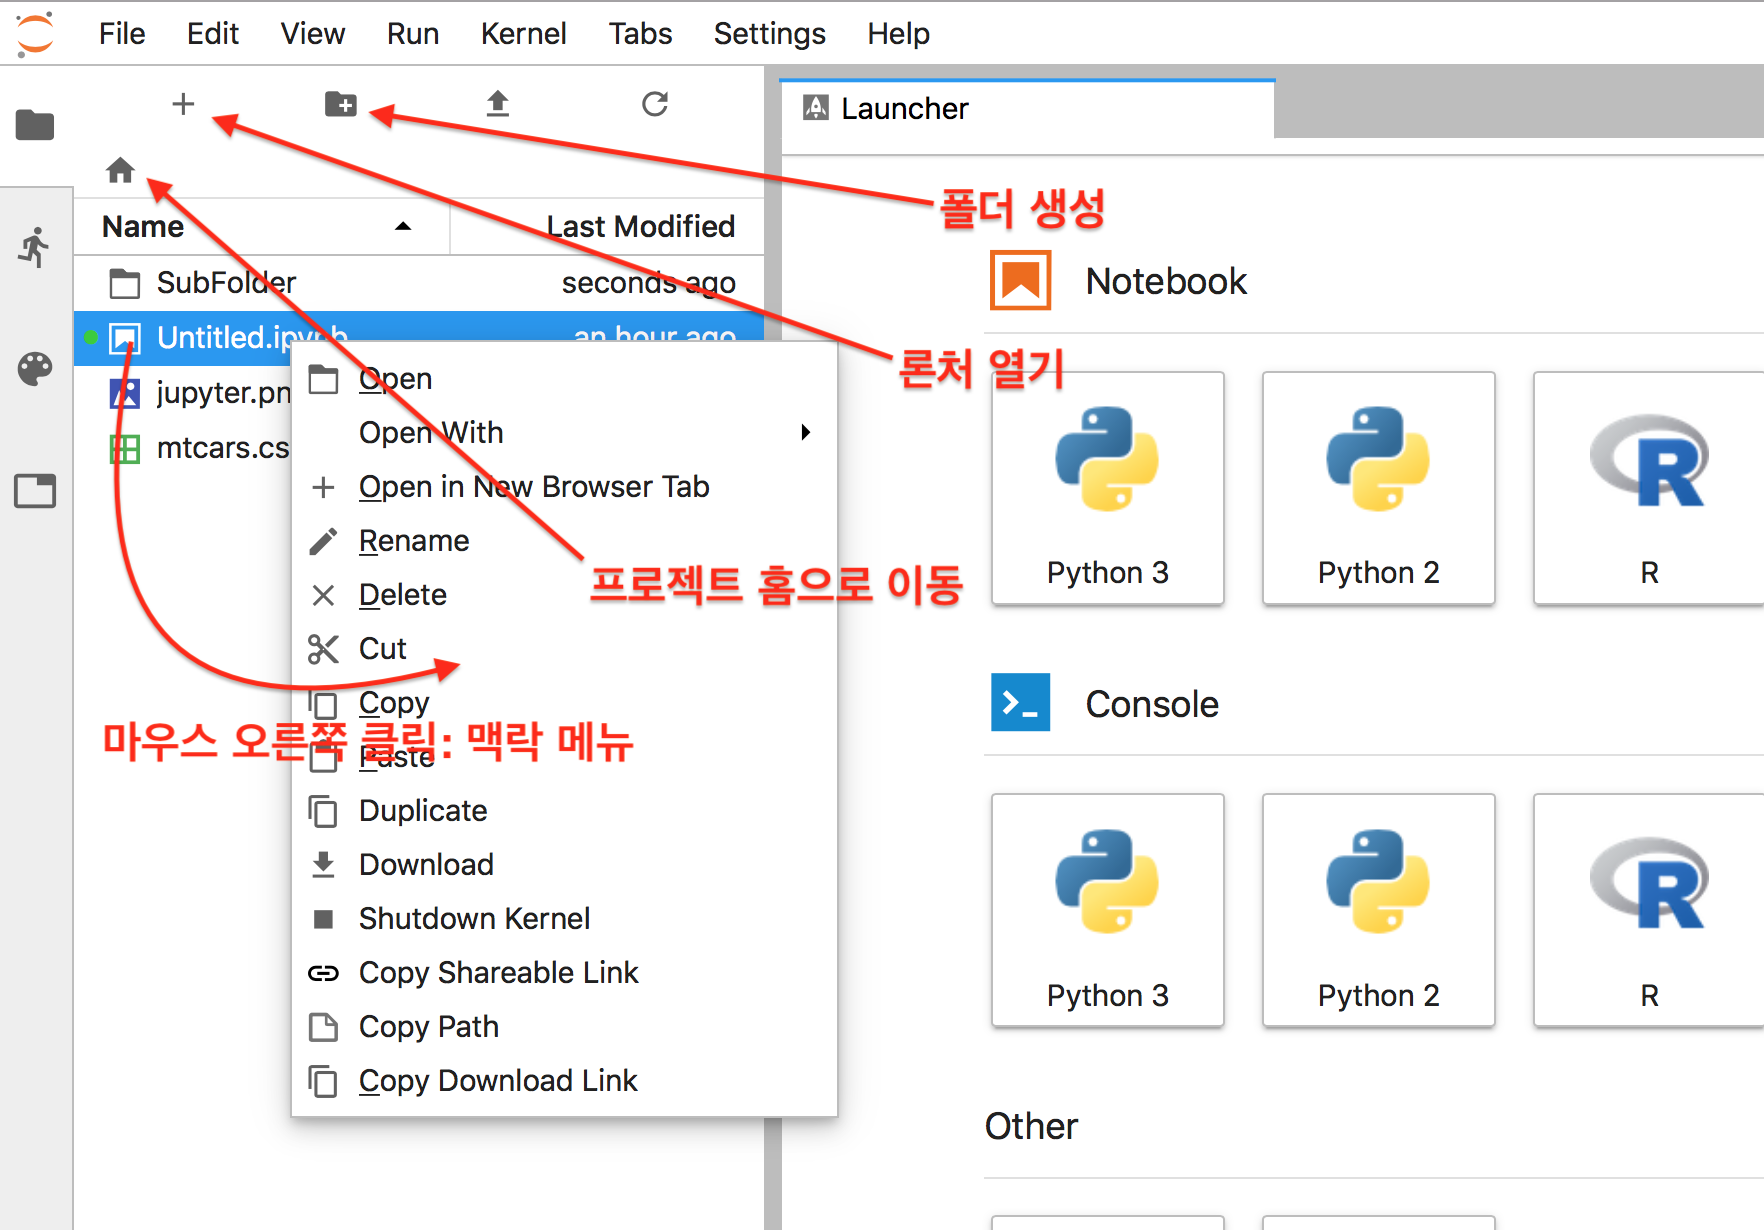 File Edit View Run Kernel Tabs Settings Help
Launcher
폴더 생성
Name Last Modified
SubFolder seconds ago
Untitled.ipynb an hour ago
jupyter.pn
mtcars.cs
Open
Open With
Open in New Browser Tab
Rename
Delete
Cut
Copy
Paste
Duplicate
Download
Shutdown Kernel
Copy Shareable Link
Copy Path
Copy Download Link
론처 열기
프로젝트 홈으로 이동
마우스 오른쪽 클릭: 맥락 메뉴
Notebook
Python 3 Python 2 R
Console
Python 3 Python 2 R
Other